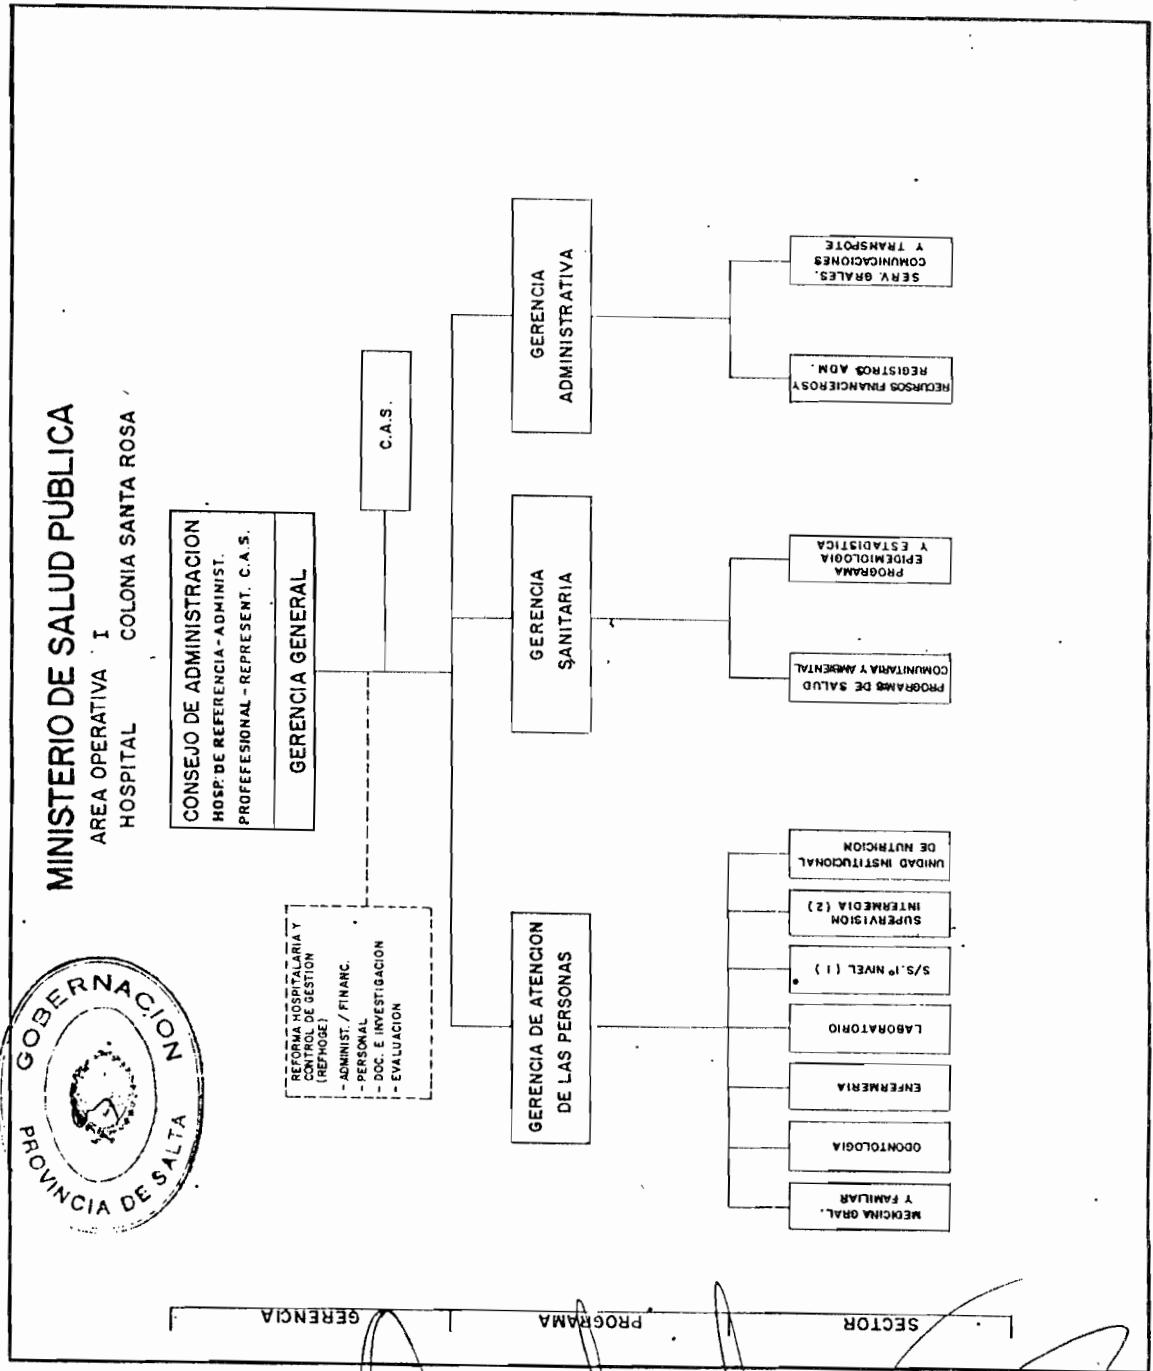 MINISTERIO DE SALUD PUBLICA
AREA OPERATIVA I
HOSPITAL COLONIA SANTA ROSA
GOBERNACION
PROVINCIA DE SALTA
CONSEJO DE ADMINISTRACION
HOSP. DE REFERENCIA-ADMINIST.
PROFEFESIONAL-REPRESENT. C.A.S.
GERENCIA GENERAL
REFORMA HOSPITALARIA Y
CONTROL DE GESTION
(REFHOGE)
- ADMINIST. / FINANC.
- PERSONAL
- DOC. E INVESTIGACION
- EVALUACION
C.A.S.
GERENCIA DE ATENCION
DE LAS PERSONAS
GERENCIA
SANITARIA
GERENCIA
ADMINISTRATIVA
MEDICINA GRAL.
Y FAMILIAR
ODONTOLOGIA
ENFERMERIA
LABORATORIO
S/S. 1º NIVEL (1)
SUPERVISION
INTERMEDIA (2)
UNIDAD INSTITUCIONAL
DE NUTRICION
PROGRAMAS DE SALUD
COMUNITARIA Y AMBIENTAL
PROGRAMA
EPIDEMIOLOGIA
Y ESTADISTICA
RECURSOS FINANCIEROS Y
REGISTROS ADM.
SERV. GRALES.
COMUNICACIONES
Y TRANSPOTE
GERENCIA
PROGRAMA
SECTOR